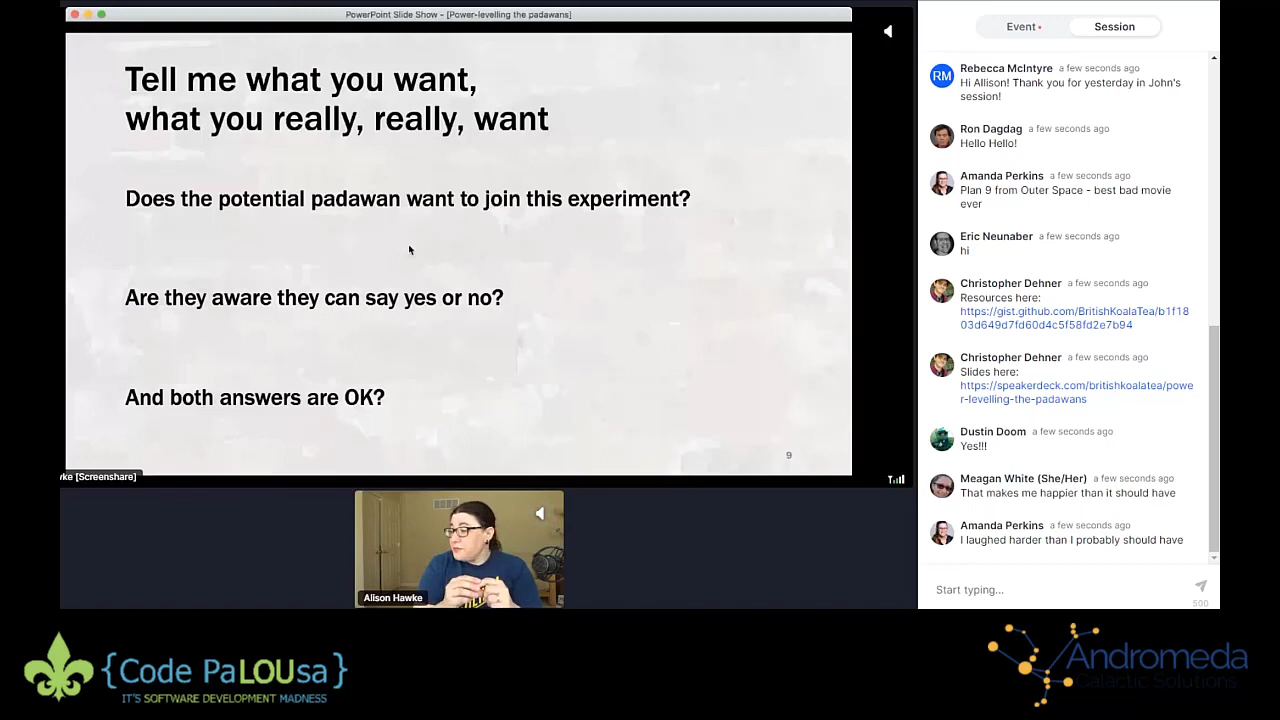 PowerPoint Slide Show - [Power-levelling the padawans]
Tell me what you want,
what you really, really, want
Does the potential padawan want to join this experiment?
Are they aware they can say yes or no?
And both answers are OK?
9
ke [Screenshare]
Alison Hawke
Event
Session
RM
Rebecca McIntyre a few seconds ago
Hi Allison! Thank you for yesterday in John's
session!
Ron Dagdag a few seconds ago
Hello Hello!
Amanda Perkins a few seconds ago
Plan 9 from Outer Space - best bad movie
ever
Eric Neunaber a few seconds ago
hi
Christopher Dehner a few seconds ago
Resources here:
https://gist.github.com/BritishKoalaTea/b1f18
03d649d7fd60d4c5f58fd2e7b94
Christopher Dehner a few seconds ago
Slides here:
https://speakerdeck.com/britishkoalatea/powe
r-levelling-the-padawans
Dustin Doom a few seconds ago
Yes!!!
Meagan White (She/Her) a few seconds ago
That makes me happier than it should have
Amanda Perkins a few seconds ago
I laughed harder than I probably should have
Start typing...
500
{Code PaLOUsa}
IT'S SOFTWARE DEVELOPMENT MADNESS
Andromeda
Galactic Solutions